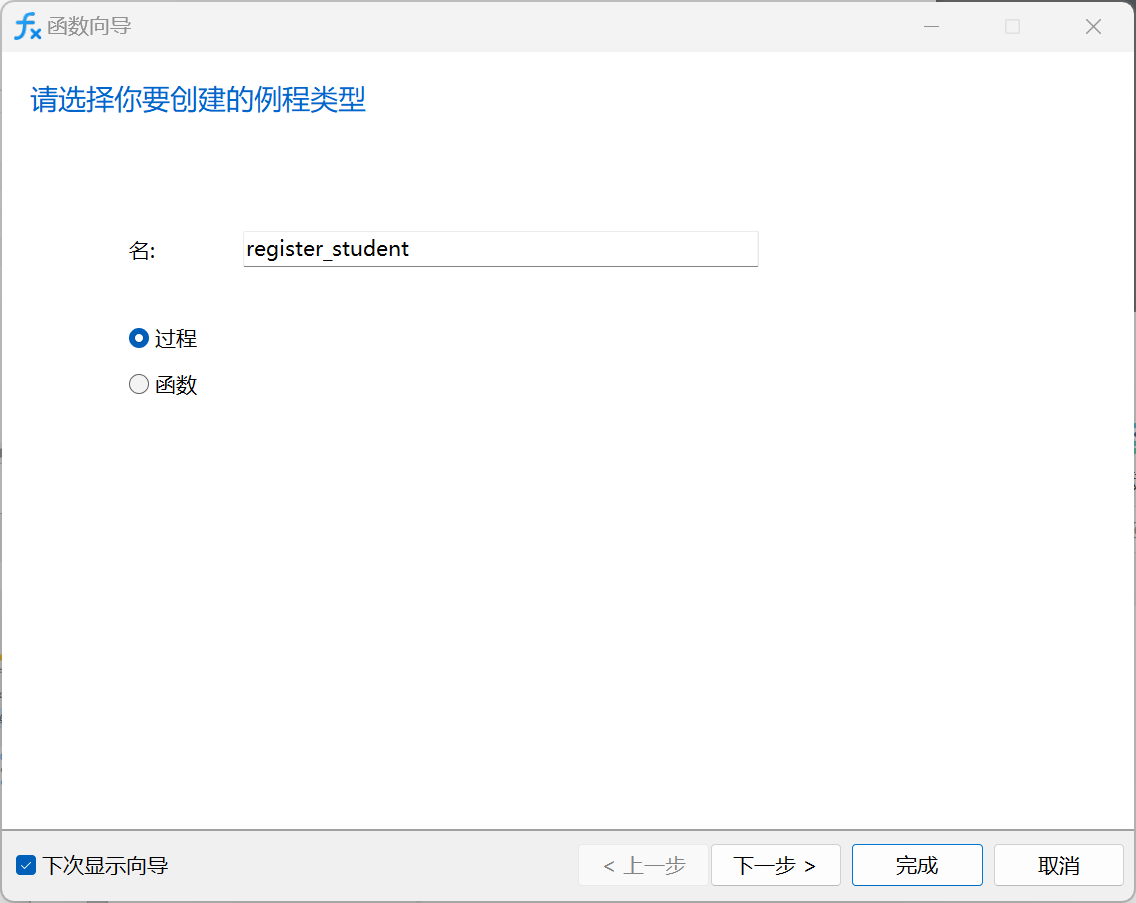 函数向导
请选择你要创建的例程类型
名: register_student
过程
函数
下次显示向导 < 上一步 下一步 > 完成 取消